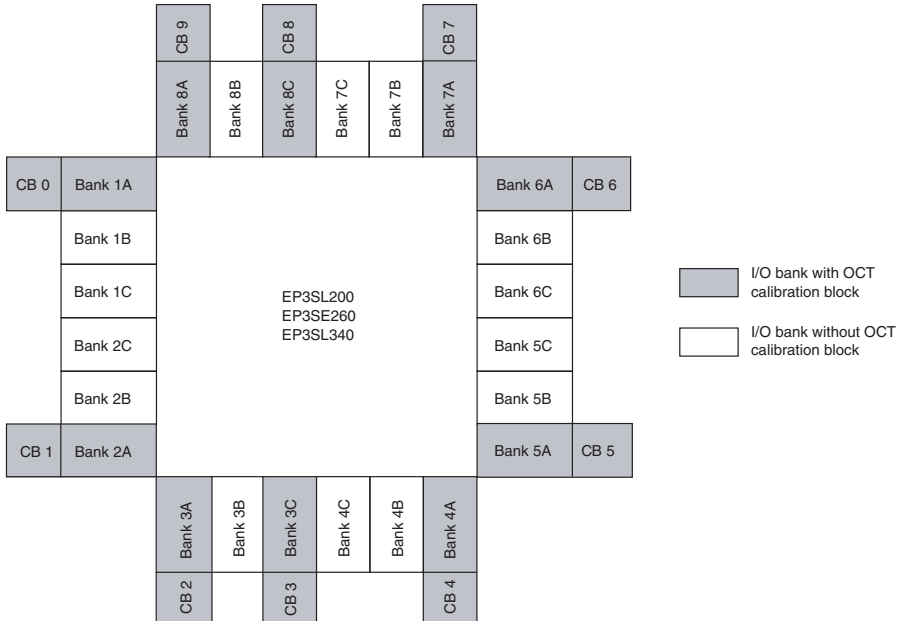 CB 9
CB 8
CB 7
Bank 8A
Bank 8B
Bank 8C
Bank 7C
Bank 7B
Bank 7A
CB 0
Bank 1A
Bank 6A
CB 6
Bank 1B
Bank 6B
Bank 1C
Bank 6C
EP3SL200
EP3SE260
EP3SL340
I/O bank with OCT
calibration block
I/O bank without OCT
calibration block
Bank 2C
Bank 5C
Bank 2B
Bank 5B
CB 1
Bank 2A
Bank 5A
CB 5
Bank 3A
Bank 3B
Bank 3C
Bank 4C
Bank 4B
Bank 4A
CB 2
CB 3
CB 4